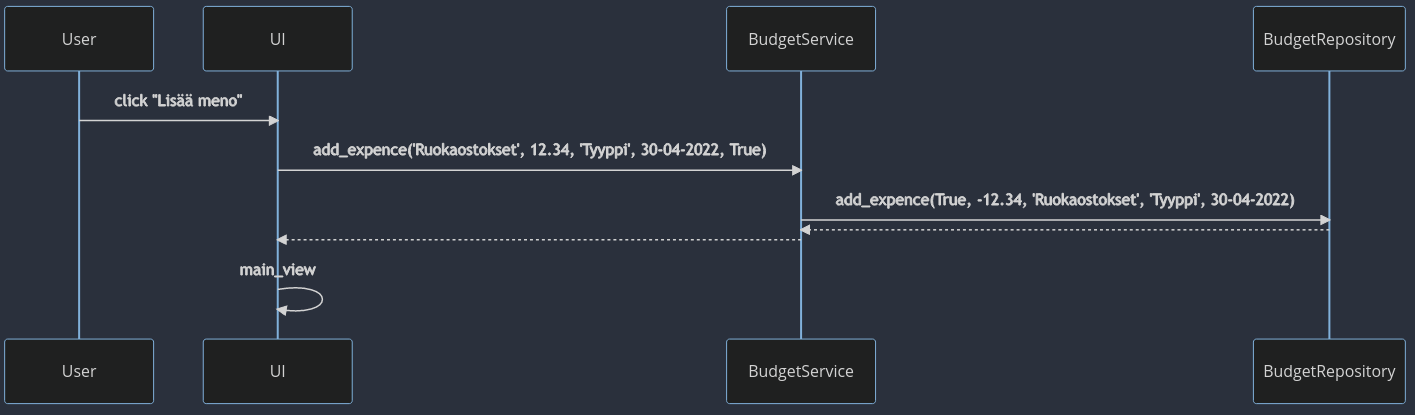 User
UI
BudgetService
BudgetRepository
click "Lisää meno"
add_expence('Ruokaostokset', 12.34, 'Tyyppi', 30-04-2022, True)
add_expence(True, -12.34, 'Ruokaostokset', 'Tyyppi', 30-04-2022)
main_view
User
UI
BudgetService
BudgetRepository